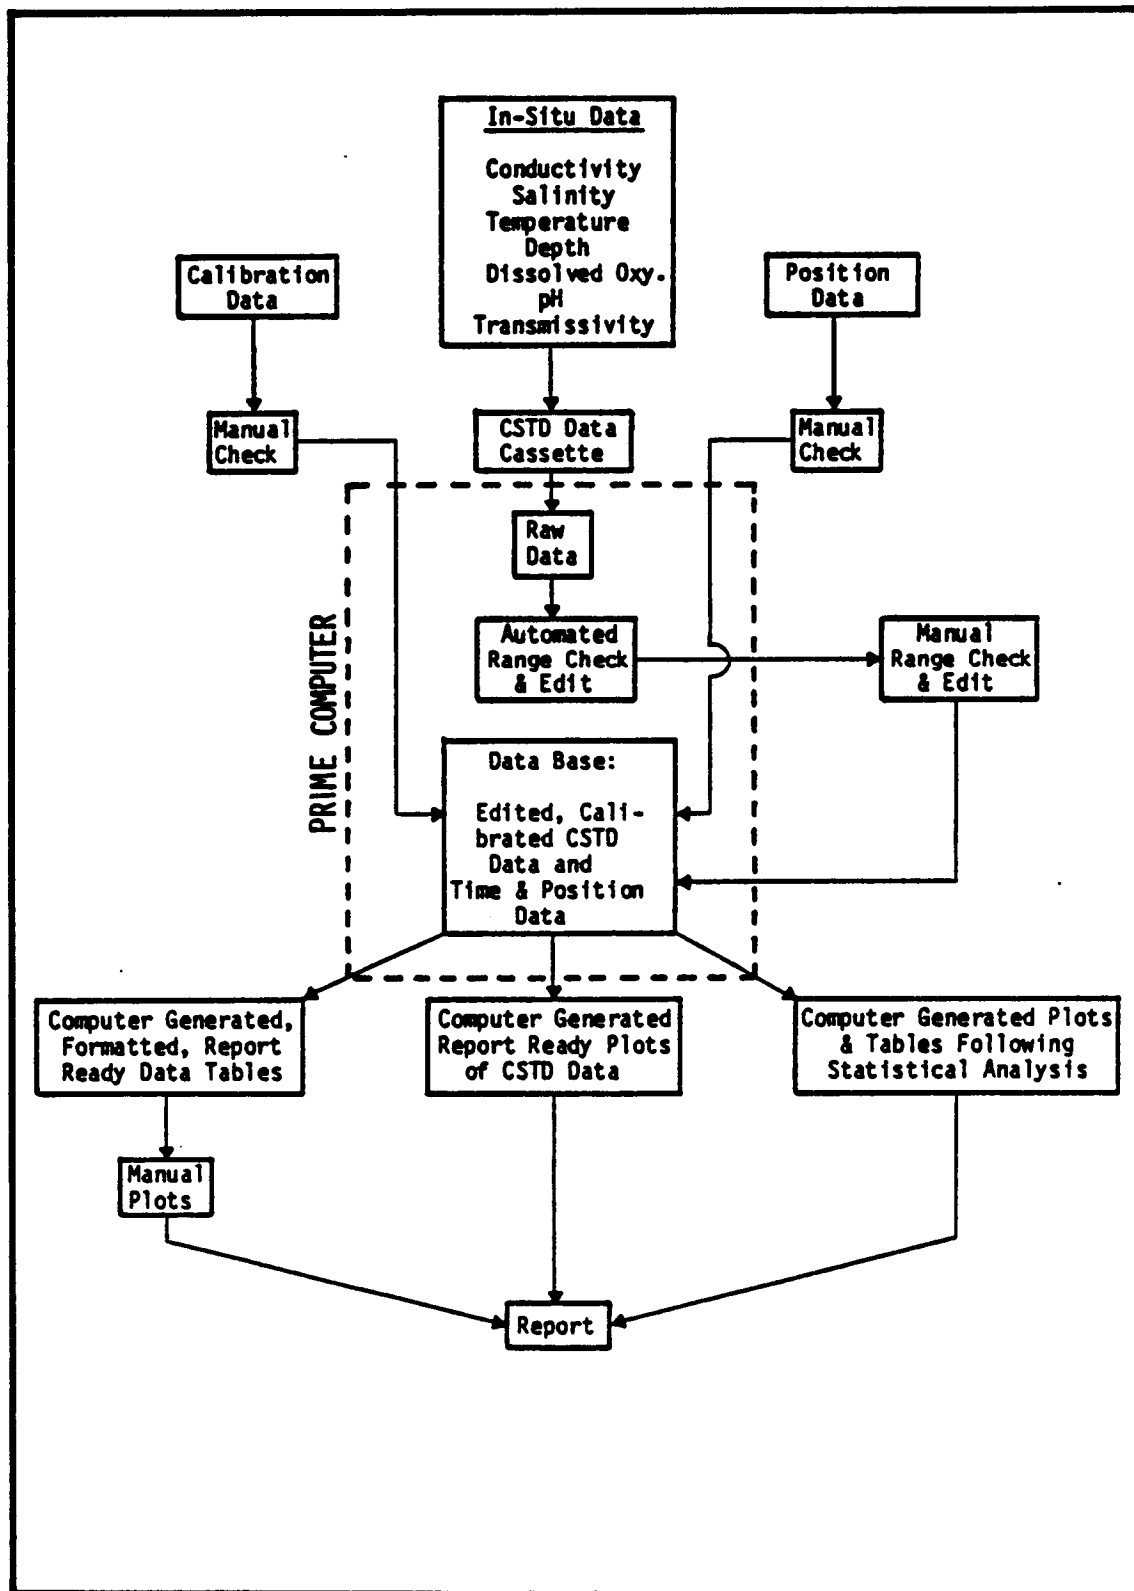 In-Situ Data
Conductivity
Salinity
Temperature
Depth
Dissolved Oxy.
pH
Transmissivity
Calibration
Data
Position
Data
Manual
Check
CSTD Data
Cassette
Manual
Check
Raw
Data
PRIME COMPUTER
Automated
Range Check
& Edit
Manual
Range Check
& Edit
Data Base:
Edited, Cali-
brated CSTD
Data and
Time & Position
Data
Computer Generated,
Formatted, Report
Ready Data Tables
Computer Generated
Report Ready Plots
of CSTD Data
Computer Generated Plots
& Tables Following
Statistical Analysis
Manual
Plots
Report